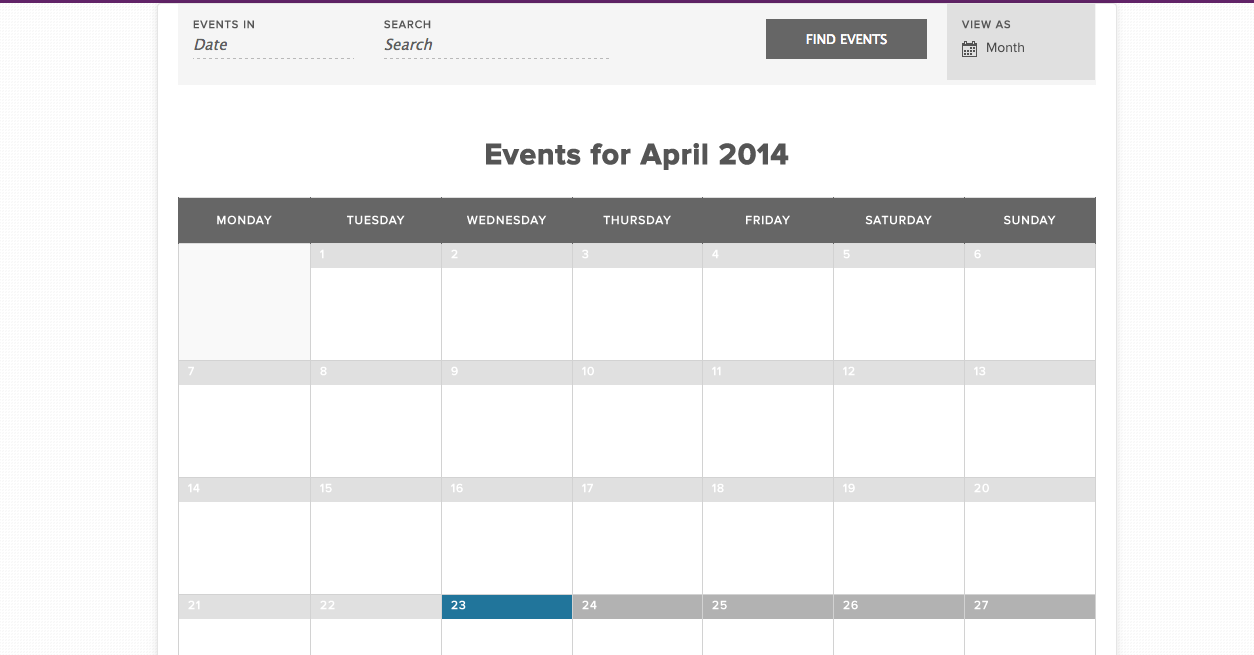 EVENTS IN
Date
SEARCH
Search
FIND EVENTS
VIEW AS
Month
Events for April 2014
MONDAY TUESDAY WEDNESDAY THURSDAY FRIDAY SATURDAY SUNDAY
1 2 3 4 5 6
7 8 9 10 11 12 13
14 15 16 17 18 19 20
21 22 23 24 25 26 27